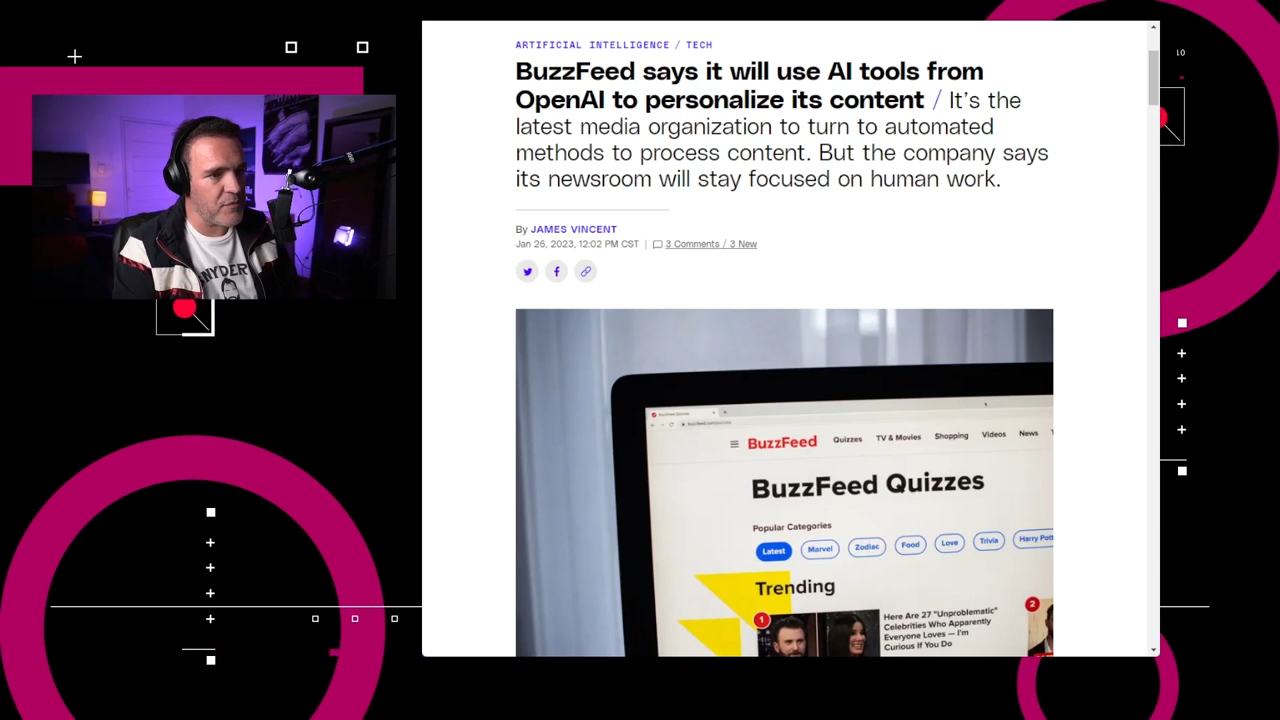 ARTIFICIAL INTELLIGENCE / TECH
BuzzFeed says it will use AI tools from
OpenAI to personalize its content / It's the
latest media organization to turn to automated
methods to process content. But the company says
its newsroom will stay focused on human work.
By JAMES VINCENT
Jan 26, 2023, 12:02 PM CST | 3 Comments / 3 New
BuzzFeed Quizzes TV & Movies Shopping Videos News
BuzzFeed Quizzes
Popular Categories
Latest Marvel Zodiac Food Love Trivia Harry Pott
Trending
1
Here Are 27 "Unproblematic"
Celebrities Who Apparently
Everyone Loves — I'm
Curious If You Do
2
NYDER